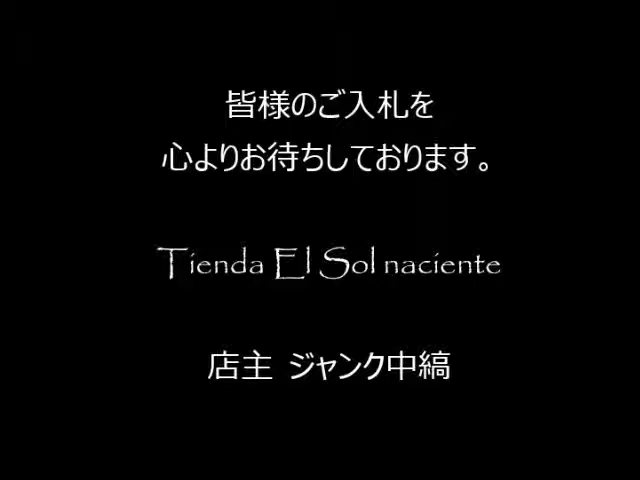 皆様のご入札を
心よりお待ちしております。
Tienda El Sol naciente
店主 ジャンク中縞